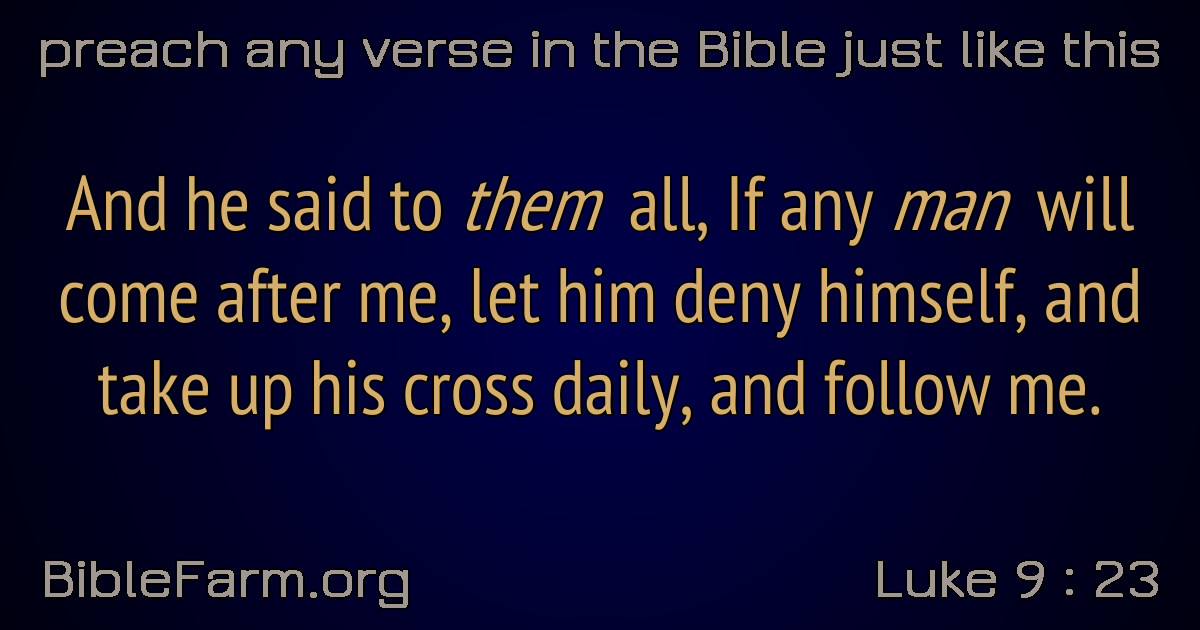 preach any verse in the Bible just like this
And he said to them all, If any man will
come after me, let him deny himself, and
take up his cross daily, and follow me.
BibleFarm.org
Luke 9 : 23